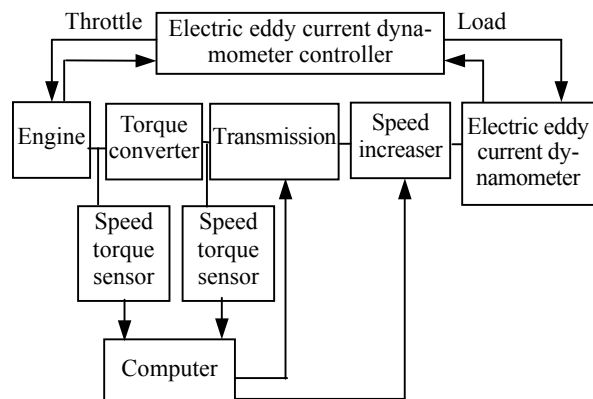 Throttle
Electric eddy current dyna-
mometer controller
Load
Engine
Torque
converter
Transmission
Speed
increaser
Electric eddy
current dy-
namometer
Speed
torque
sensor
Speed
torque
sensor
Computer